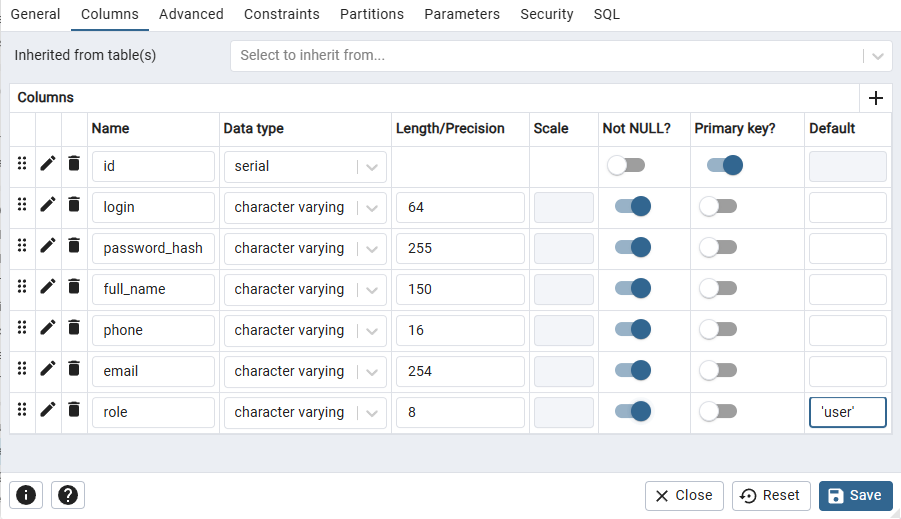 General Columns Advanced Constraints Partitions Parameters Security SQL
Inherited from table(s) Select to inherit from...
Columns
Name Data type Length/Precision Scale Not NULL? Primary key? Default
id serial
login character varying 64
password_hash character varying 255
full_name character varying 150
phone character varying 16
email character varying 254
role character varying 8 'user'
Close Reset Save